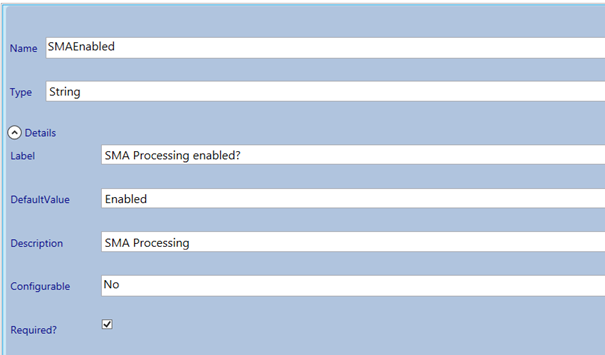 Name SMAEnabled
Type String
Details
Label SMA Processing enabled?
DefaultValue Enabled
Description SMA Processing
Configurable No
Required?